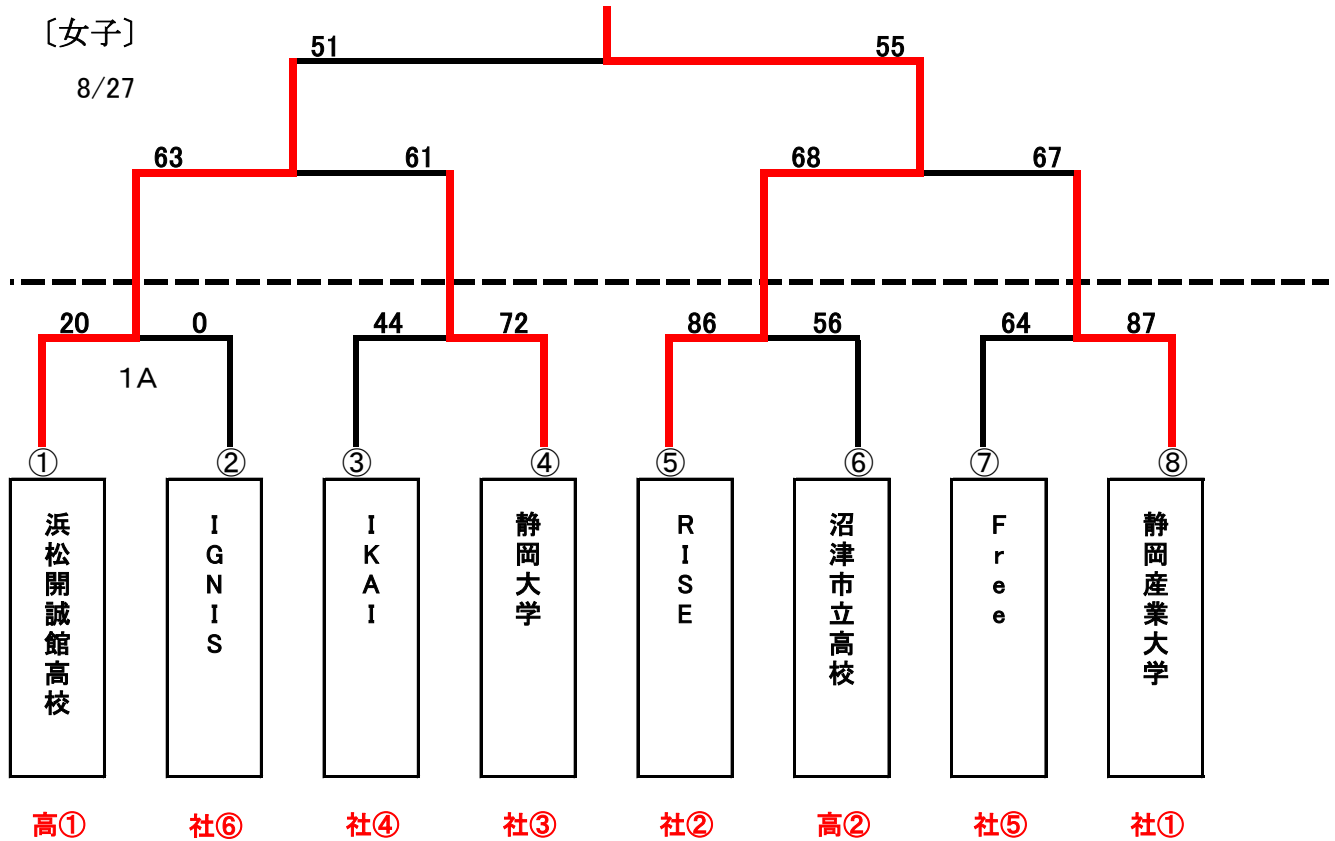 〔女子〕
8/27
51 55
63 61 68 67
20 0 44 72 86 56 64 87
1A
① ② ③ ④ ⑤ ⑥ ⑦ ⑧
浜松開誠館高校
IGNIS
IKAI
静岡大学
RISE
沼津市立高校
Free
静岡産業大学
高① 社⑥ 社④ 社③ 社② 高② 社⑤ 社①